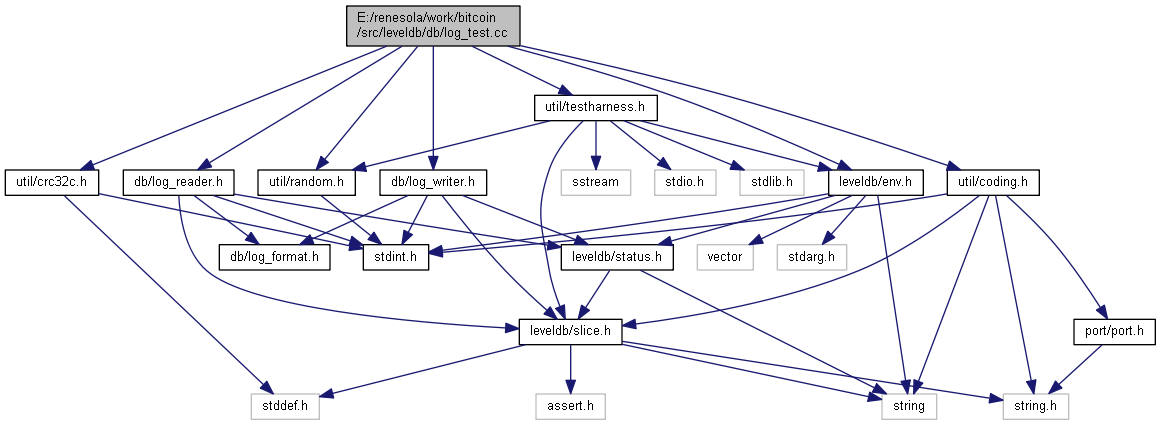 E:/renesola/work/bitcoin
/src/leveldb/db/log_test.cc
util/testharness.h
util/crc32c.h
db/log_reader.h
util/random.h
db/log_writer.h
sstream
stdio.h
stdlib.h
leveldb/env.h
util/coding.h
db/log_format.h
stdint.h
leveldb/status.h
vector
stdarg.h
leveldb/slice.h
port/port.h
stddef.h
assert.h
string
string.h